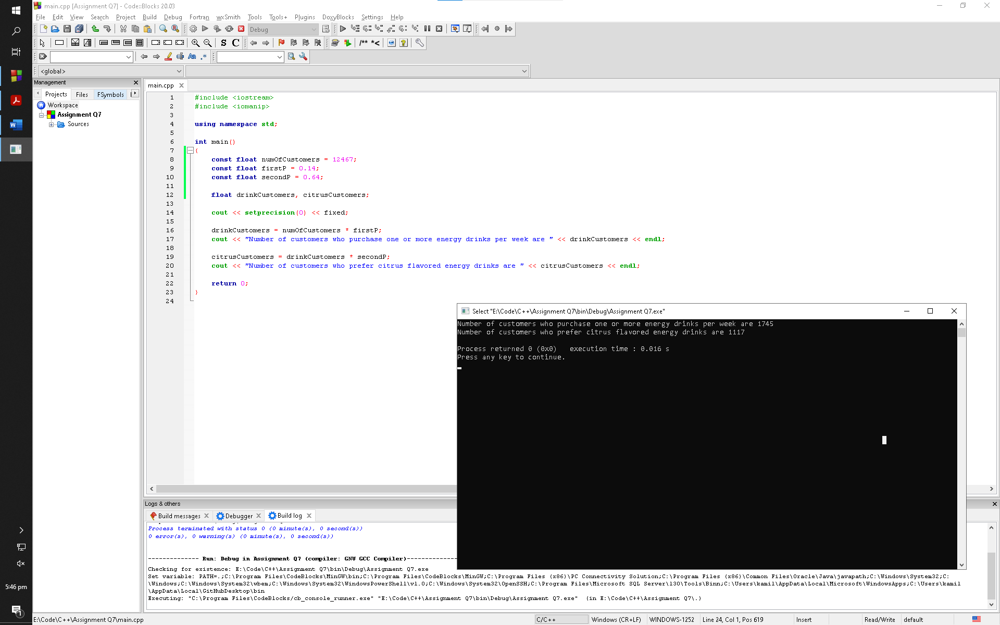 main.cpp [Assignment Q7] - Code::Blocks 20.03
File Edit View Search Project Build Debug Fortran wxSmith Tools Tools+ Plugins DoxyBlocks Settings Help
Debug
S C /** *<
Aa .*
<global>
Management
Projects Files FSymbols
Workspace
Assignment Q7
Sources
main.cpp
1 #include <iostream>
2 #include <iomanip>
3
4 using namespace std;
5
6 int main()
7 {
8 const float numOfCustomers = 12467;
9 const float firstP = 0.14;
10 const float secondP = 0.64;
11
12 float drinkCustomers, citrusCustomers;
13
14 cout << setprecision(0) << fixed;
15
16 drinkCustomers = numOfCustomers * firstP;
17 cout << "Number of customers who purchase one or more energy drinks per week are " << drinkCustomers << endl;
18
19 citrusCustomers = drinkCustomers * secondP;
20 cout << "Number of customers who prefer citrus flavored energy drinks are " << citrusCustomers << endl;
21
22 return 0;
23 }
24
Select "E:\Code\C++\Assignment Q7\bin\Debug\Assignment Q7.exe"
Number of customers who purchase one or more energy drinks per week are 1745
Number of customers who prefer citrus flavored energy drinks are 1117
Process returned 0 (0x0)   execution time : 0.016 s
Press any key to continue.
Logs & others
Build messages Debugger Build log
Process terminated with status 0 (0 minute(s), 0 second(s))
0 error(s), 0 warning(s) (0 minute(s), 0 second(s))
-------------- Run: Debug in Assignment Q7 (compiler: GNU GCC Compiler)---------------
Checking for existence: E:\Code\C++\Assignment Q7\bin\Debug\Assignment Q7.exe
Set variable: PATH=.;C:\Program Files\CodeBlocks\MinGW\bin;C:\Program Files\CodeBlocks\MinGW;C:\Program Files (x86)\PC Connectivity Solution;C:\Program Files (x86)\Common Files\Oracle\Java\javapath;C:\Windows\System32;C:
\Windows;C:\Windows\System32\wbem;C:\Windows\System32\WindowsPowerShell\v1.0;C:\Windows\System32\OpenSSH;C:\Program Files\Microsoft SQL Server\130\Tools\Binn;C:\Users\kamil\AppData\Local\Microsoft\WindowsApps;C:\Users\kamil
\AppData\Local\GitHubDesktop\bin
Executing: "C:\Program Files\CodeBlocks/cb_console_runner.exe" "E:\Code\C++\Assignment Q7\bin\Debug\Assignment Q7.exe"  (in E:\Code\C++\Assignment Q7\.)
5:46 pm
1
E:\Code\C++\Assignment Q7\main.cpp C/C++ Windows (CR+LF) WINDOWS-1252 Line 24, Col 1, Pos 619 Insert Read/Write default